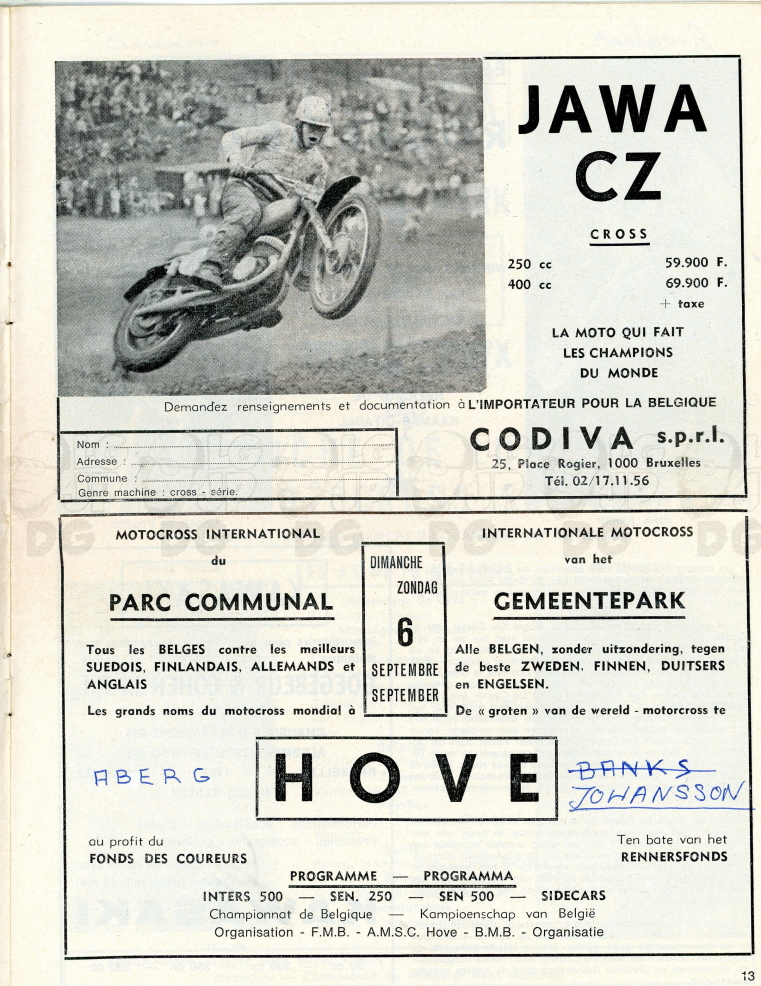 JAWA
CZ
CROSS
250 cc 59.900 F.
400 cc 69.900 F.
+ taxe
LA MOTO QUI FAIT
LES CHAMPIONS
DU MONDE
Demandez renseignements et documentation à L'IMPORTATEUR POUR LA BELGIQUE
CODIVA s.p.r.l.
25, Place Rogier, 1000 Bruxelles
Tél. 02/17.11.56
Nom :
Adresse :
Commune :
Genre machine : cross - série.
MOTOCROSS INTERNATIONAL
du
PARC COMMUNAL
Tous les BELGES contre les meilleurs
SUEDOIS, FINLANDAIS, ALLEMANDS et
ANGLAIS
Les grands noms du motocross mondial à
DIMANCHE
ZONDAG
6
SEPTEMBRE
SEPTEMBER
INTERNATIONALE MOTOCROSS
van het
GEMEENTEPARK
Alle BELGEN, zonder uitzondering, tegen
de beste ZWEDEN, FINNEN, DUITSERS
en ENGELSEN.
De « groten » van de wereld - motorcross te
ABERG
HOVE
BANKS
JOHANSSON
au profit du
FONDS DES COUREURS
Ten bate van het
RENNERSFONDS
PROGRAMME — PROGRAMMA
INTERS 500 — SEN. 250 — SEN 500 — SIDECARS
Championnat de Belgique — Kampioenschap van België
Organisation - F.M.B. - A.M.S.C. Hove - B.M.B. - Organisatie
13